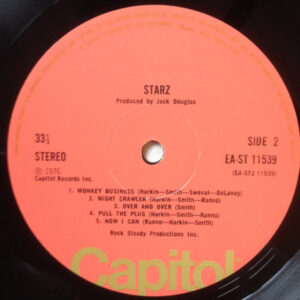 STARZ
Produced by Jack Douglas
33⅓
STEREO
℗ 1976
Capitol Records Inc.
SIDE 2
EA-ST 11539
(EA-ST2 11539)
1. MONKEY BUSINESS (Harkin—Smith—Sweval—DeLaney)
2. NIGHT CRAWLER (Harkin—Smith—Ranno)
3. OVER AND OVER (Smith)
4. PULL THE PLUG (Harkin—Smith—Ranno)
5. NOW I CAN (Ranno—Smith—Harkin)
Rock Steady Productions Inc.
Capitol